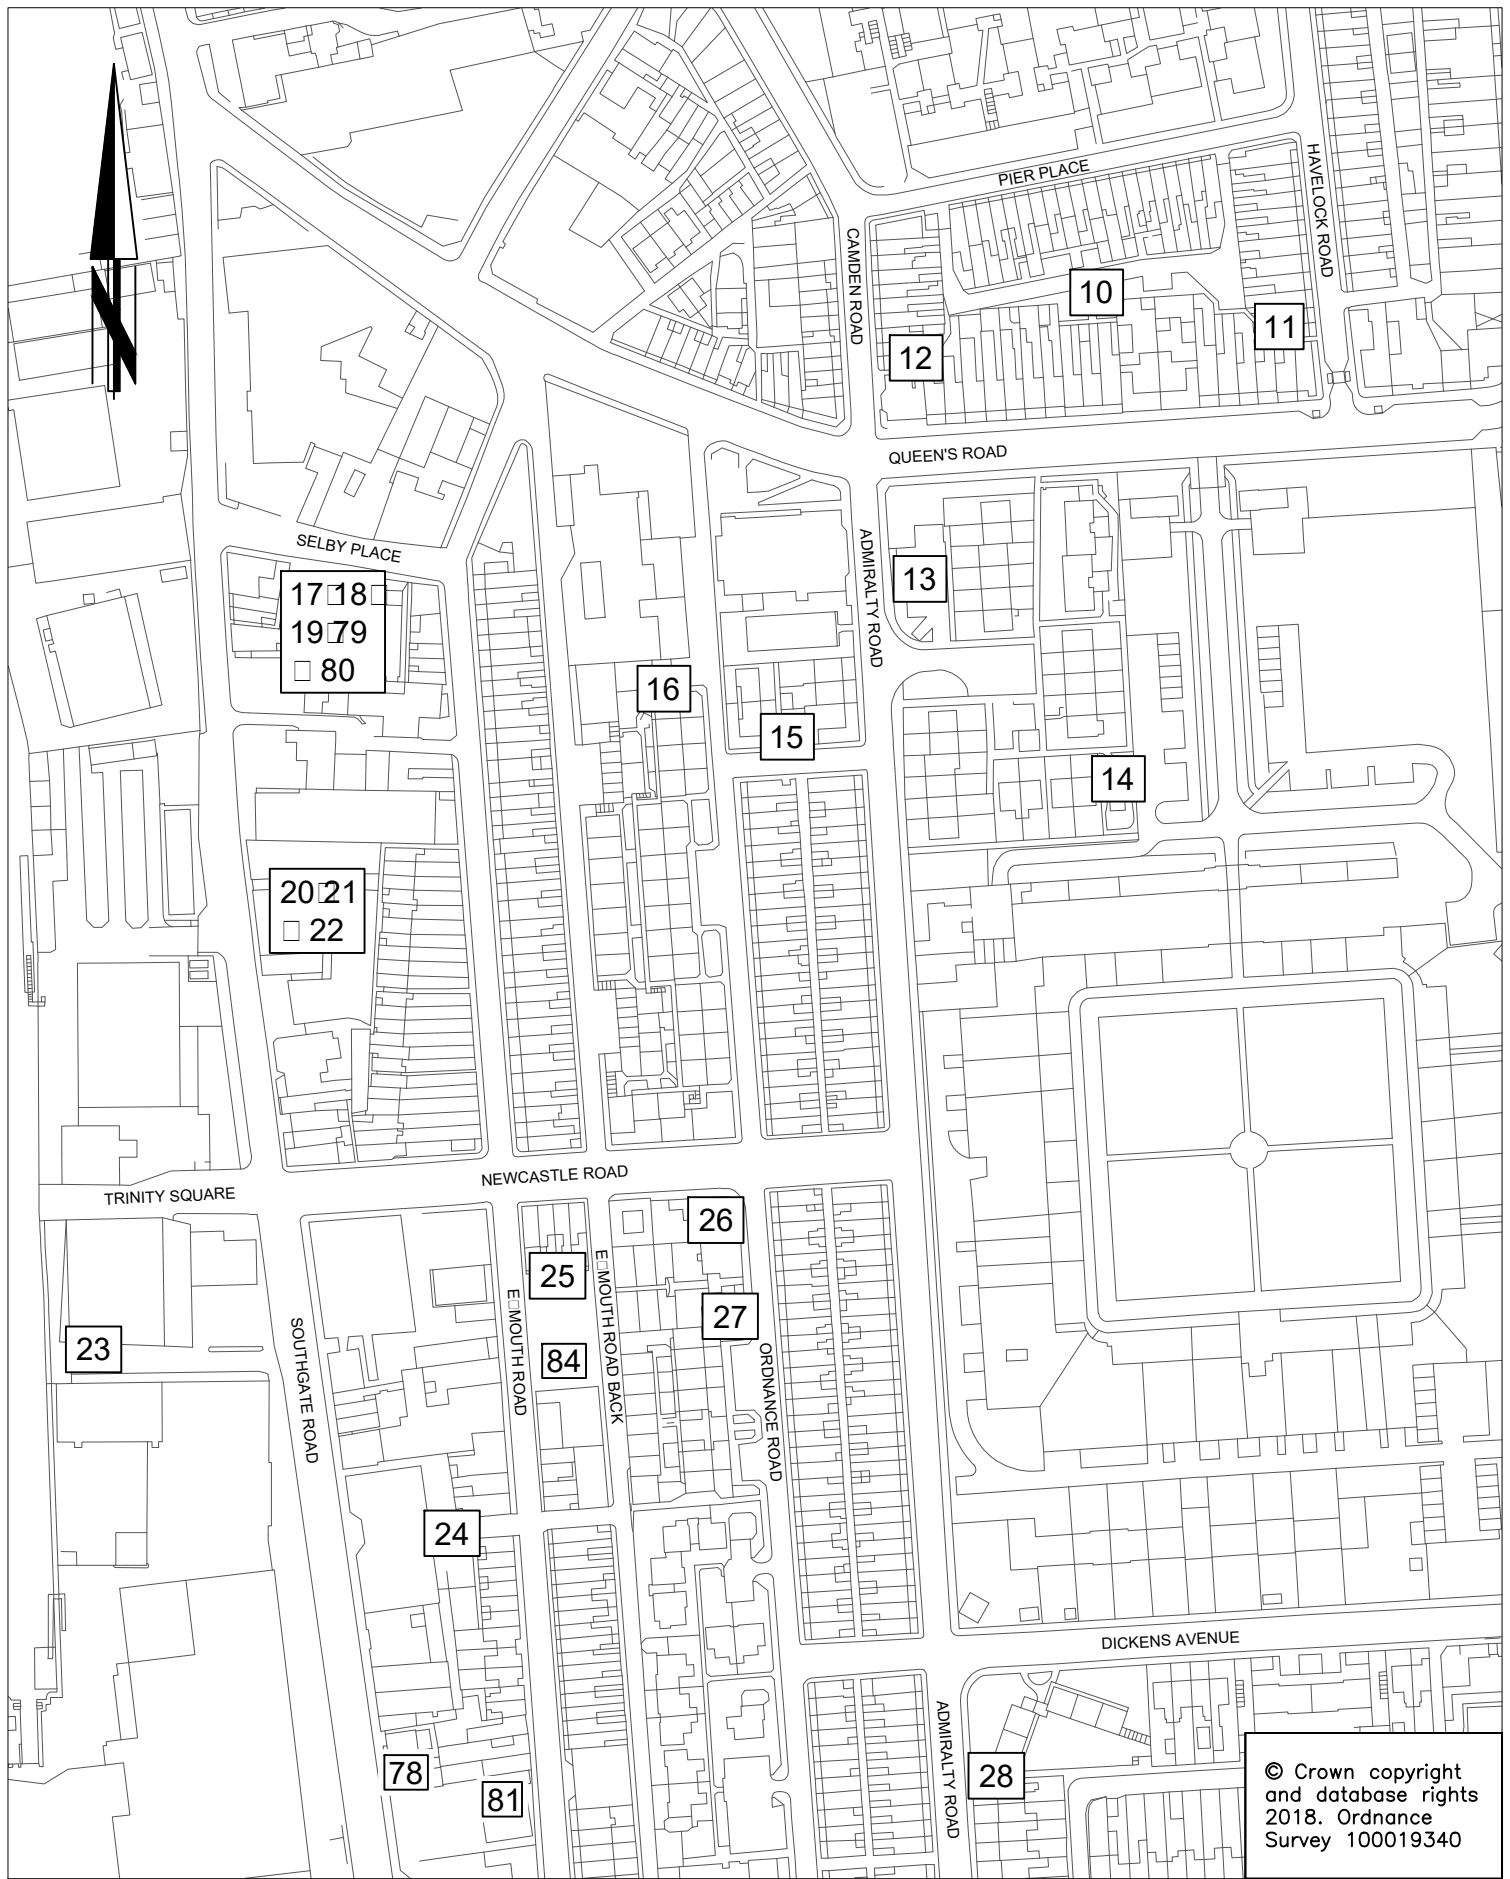 PIER PLACE
HAVELOCK ROAD
CAMDEN ROAD
10
11
12
QUEEN'S ROAD
SELBY PLACE
ADMIRALTY ROAD
13
17□18□
19□79
□ 80
16
15
14
20□21
□ 22
NEWCASTLE ROAD
TRINITY SQUARE
26
25
E□MOUTH ROAD BACK
E□MOUTH ROAD
27
23
SOUTHGATE ROAD
84
ORDNANCE ROAD
24
DICKENS AVENUE
ADMIRALTY ROAD
78
81
28
© Crown copyright
and database rights
2018. Ordnance
Survey 100019340
N